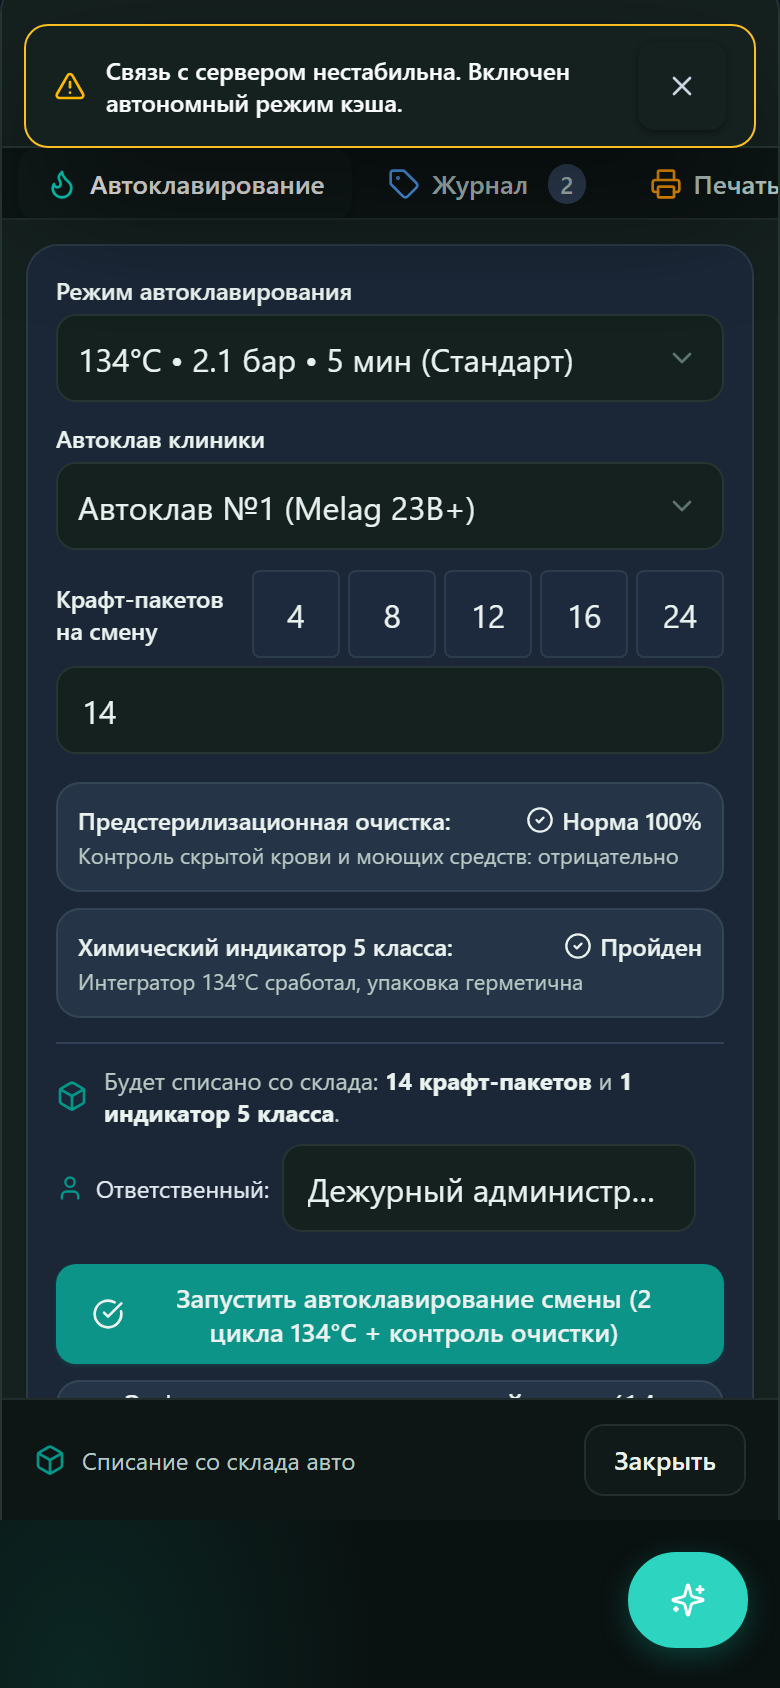 Связь с сервером нестабильна. Включен
автономный режим кэша.
Автоклавирование
Журнал 2
Печать
Режим автоклавирования
134°C • 2.1 бар • 5 мин (Стандарт)
Автоклав клиники
Автоклав №1 (Melag 23B+)
Крафт-пакетов
на смену
4 8 12 16 24
14
Предстерилизационная очистка: Норма 100%
Контроль скрытой крови и моющих средств: отрицательно
Химический индикатор 5 класса: Пройден
Интегратор 134°C сработал, упаковка герметична
Будет списано со склада: 14 крафт-пакетов и 1
индикатор 5 класса.
Ответственный: Дежурный администр...
Запустить автоклавирование смены (2
цикла 134°C + контроль очистки)
Списание со склада авто
Закрыть